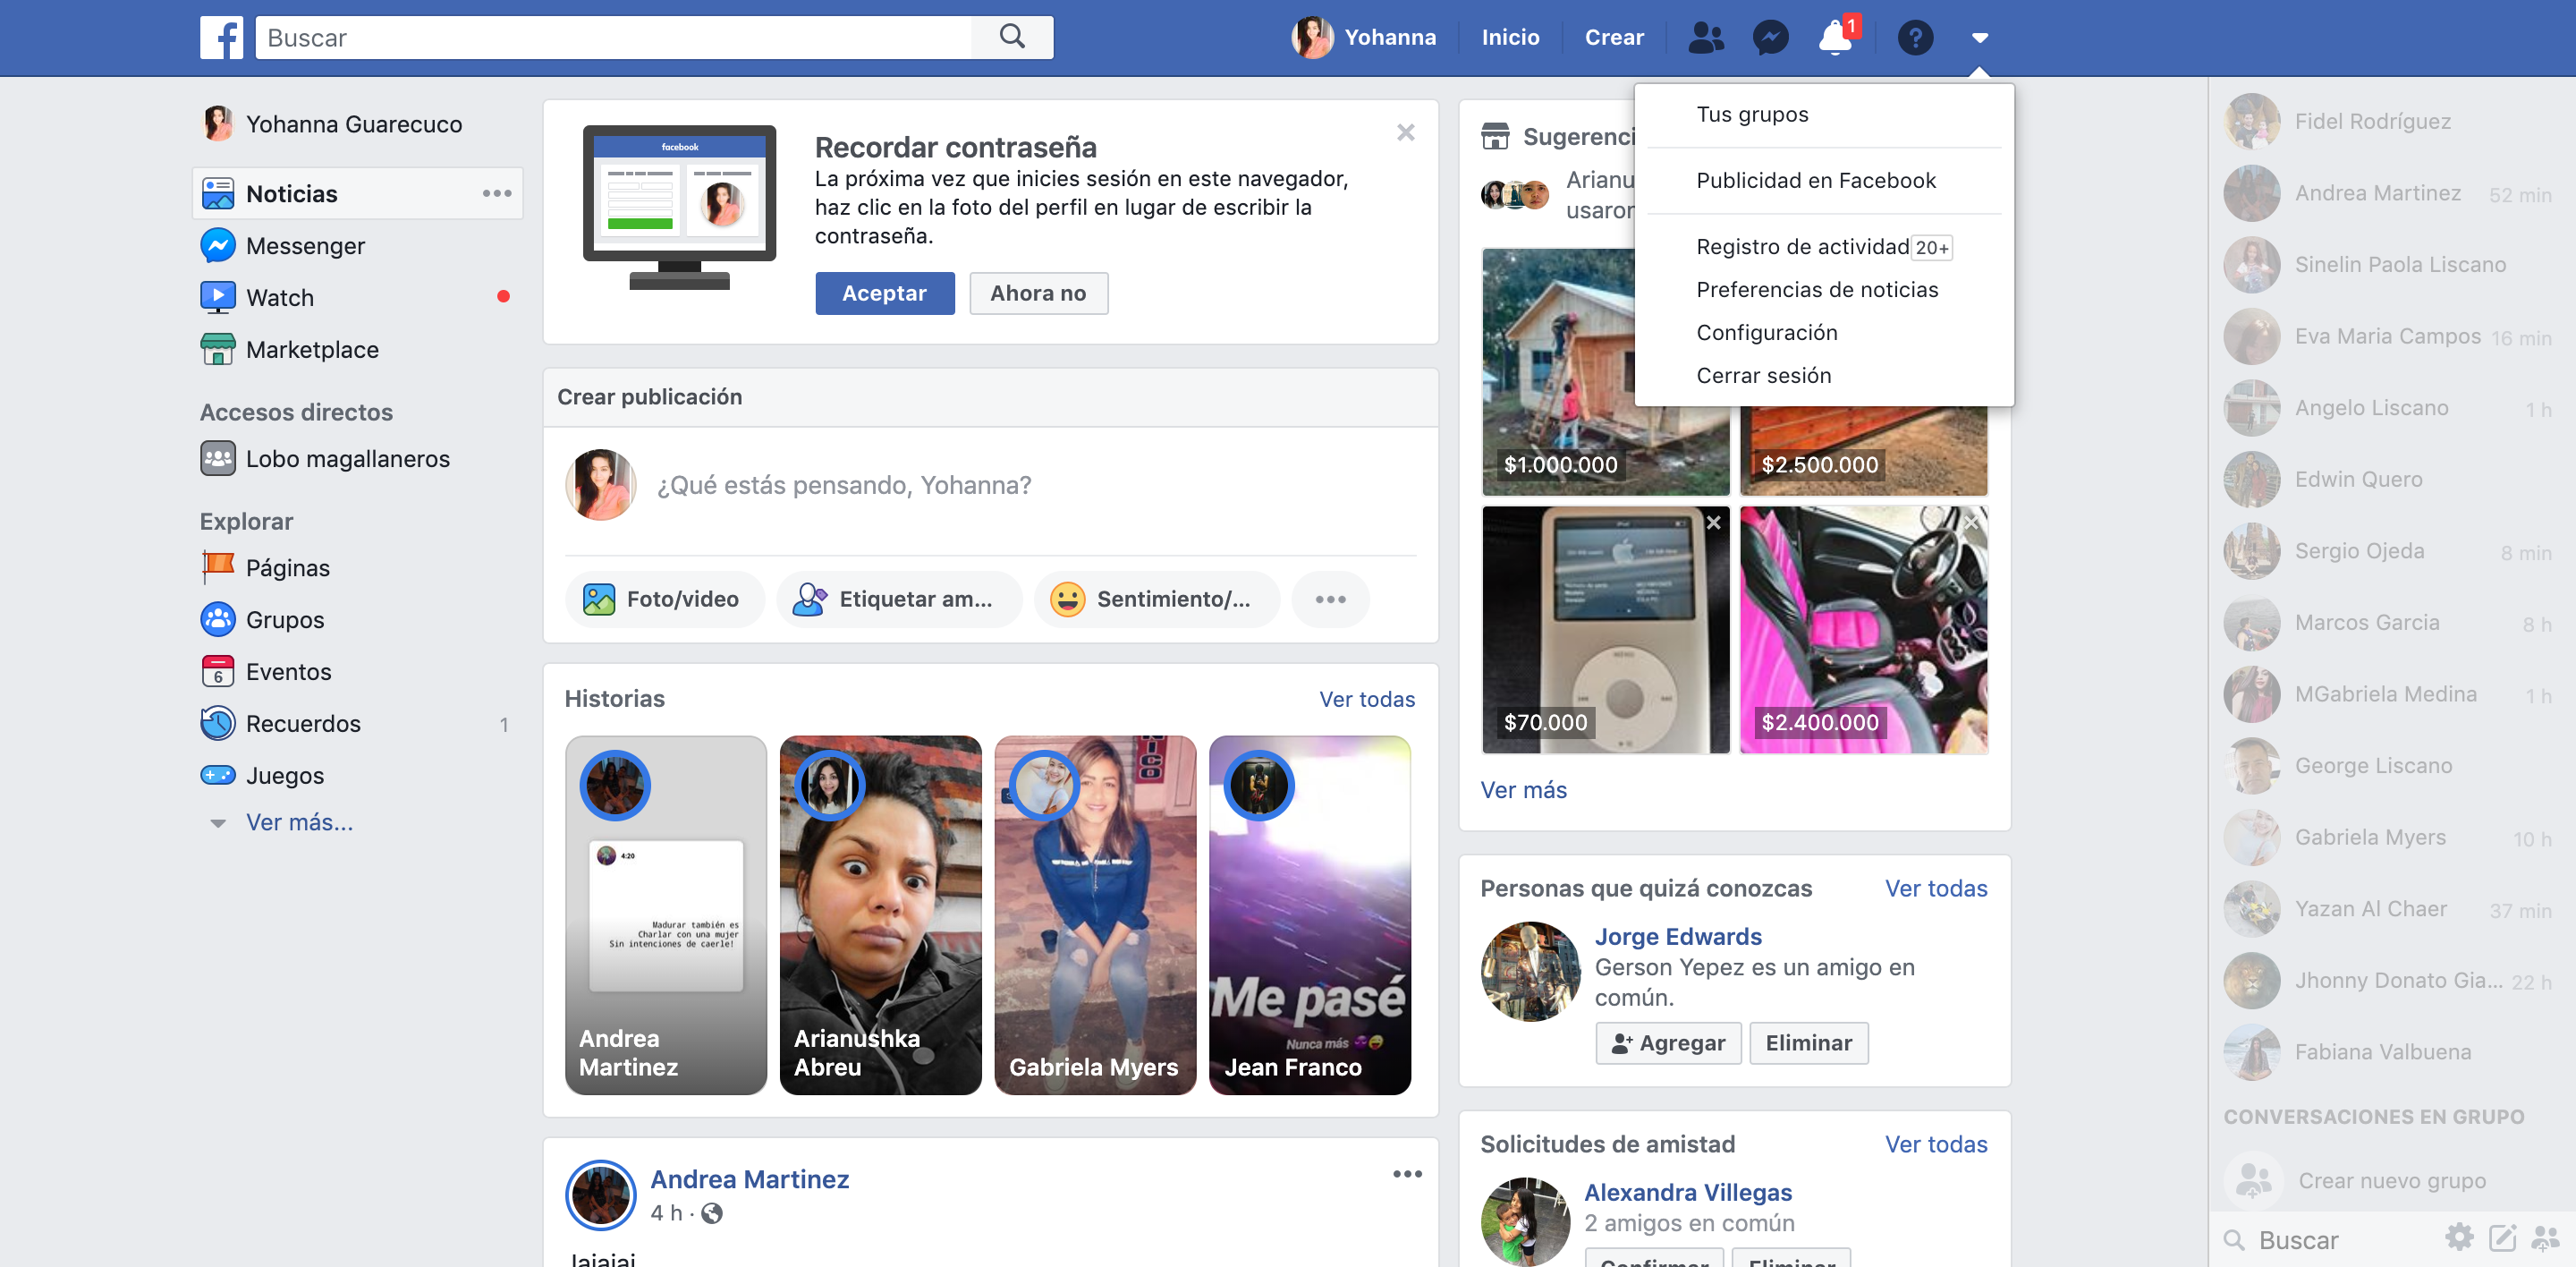 Buscar
Yohanna
Inicio
Crear
1
Yohanna Guarecuco
Noticias
Messenger
Watch
Marketplace
Accesos directos
Lobo magallaneros
Explorar
Páginas
Grupos
6
Eventos
Recuerdos
1
Juegos
Ver más...
facebook
Recordar contraseña
La próxima vez que inicies sesión en este navegador,
haz clic en la foto del perfil en lugar de escribir la
contraseña.
Aceptar
Ahora no
Crear publicación
¿Qué estás pensando, Yohanna?
Foto/video
Etiquetar am...
Sentimiento/...
Historias
Ver todas
4:20
Madurar también es
Charlar con una mujer
Sin intenciones de caerle!
Andrea
Martinez
Arianushka
Abreu
NICO
Gabriela Myers
Me pasé
Nunca más
Jean Franco
Andrea Martinez
4 h ·
Jajajaj
Tus grupos
Publicidad en Facebook
Registro de actividad 20+
Preferencias de noticias
Configuración
Cerrar sesión
Sugerenci
Arianu
usaron
$1.000.000
$2.500.000
MENU
$70.000
$2.400.000
Ver más
Personas que quizá conozcas
Ver todas
Jorge Edwards
Gerson Yepez es un amigo en
común.
Agregar
Eliminar
Solicitudes de amistad
Ver todas
Alexandra Villegas
2 amigos en común
Confirmar
Eliminar
Fidel Rodríguez
Andrea Martinez 52 min
Sinelin Paola Liscano
Eva Maria Campos 16 min
Angelo Liscano 1 h
Edwin Quero
Sergio Ojeda 8 min
Marcos Garcia 8 h
MGabriela Medina 1 h
George Liscano
Gabriela Myers 10 h
Yazan Al Chaer 37 min
Jhonny Donato Gia... 22 h
Fabiana Valbuena
CONVERSACIONES EN GRUPO
Crear nuevo grupo
Buscar